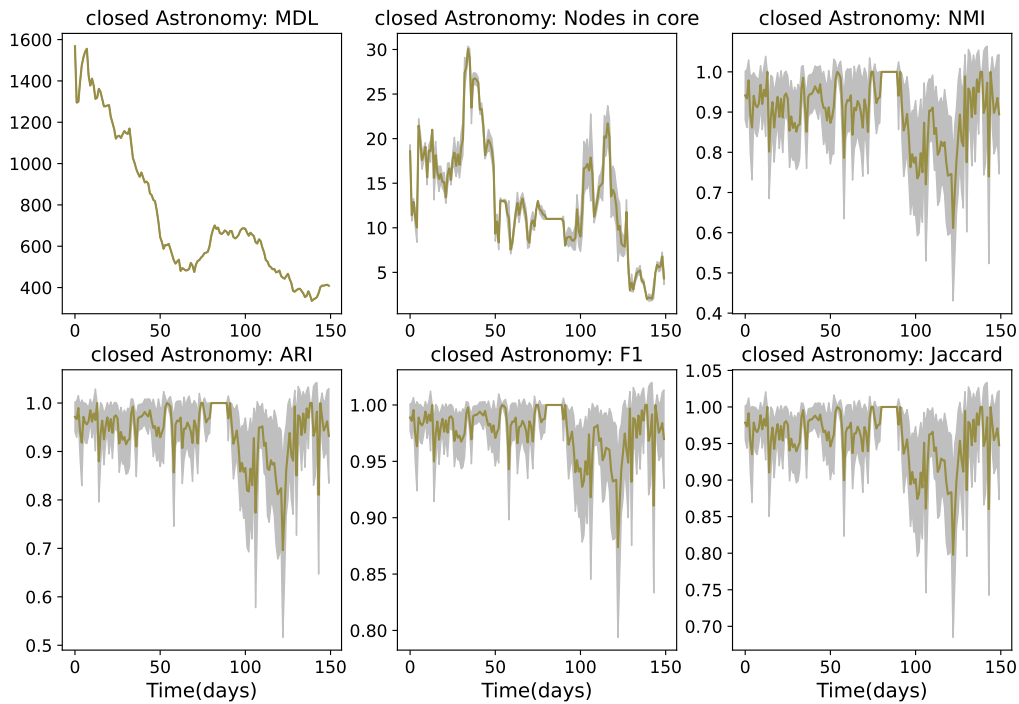 closed Astronomy: MDL
1600
1400
1200
1000
800
600
400
0 50 100 150
closed Astronomy: Nodes in core
30
25
20
15
10
5
0 50 100 150
closed Astronomy: NMI
1.0
0.9
0.8
0.7
0.6
0.5
0.4
0 50 100 150
closed Astronomy: ARI
1.0
0.9
0.8
0.7
0.6
0.5
0 50 100 150
Time(days)
closed Astronomy: F1
1.00
0.95
0.90
0.85
0.80
0 50 100 150
Time(days)
closed Astronomy: Jaccard
1.05
1.00
0.95
0.90
0.85
0.80
0.75
0.70
0 50 100 150
Time(days)